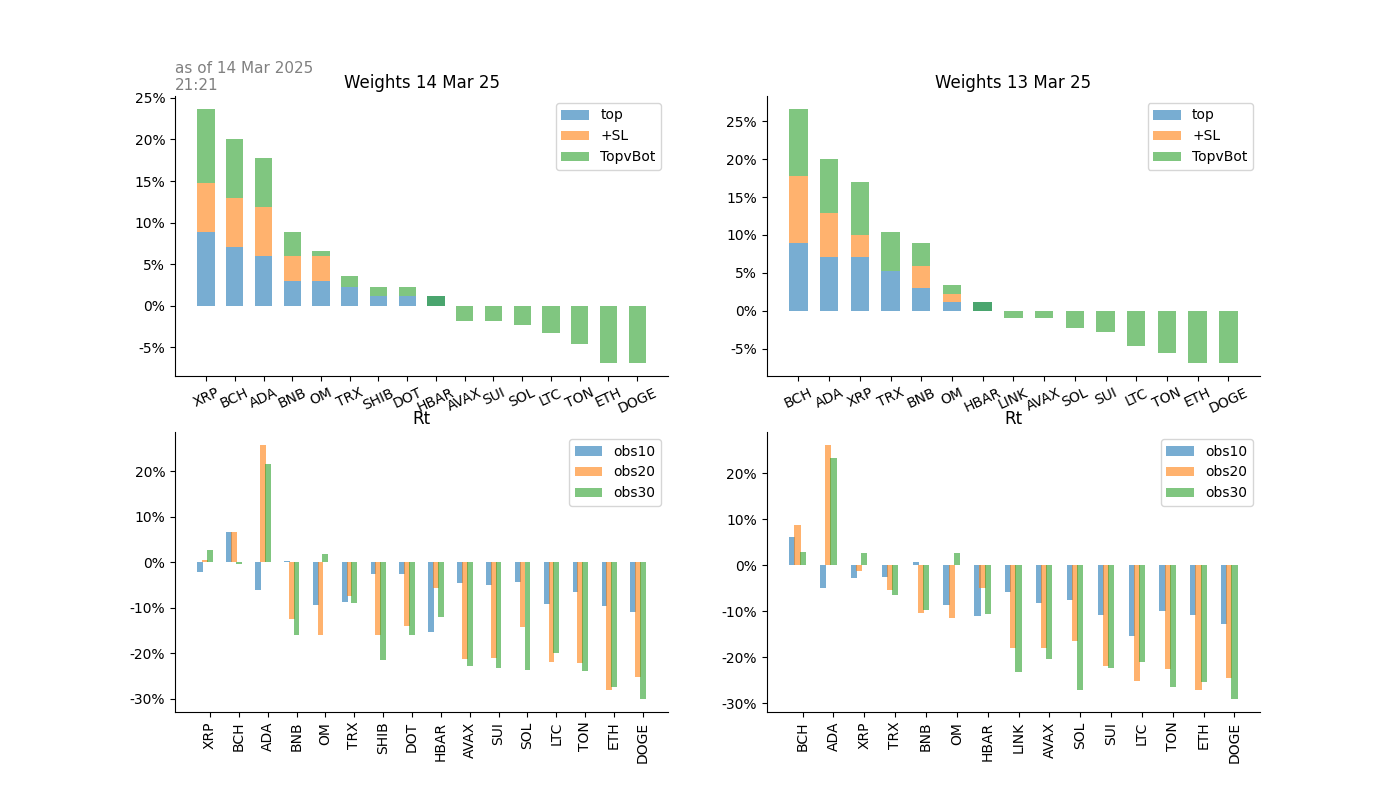 as of 14 Mar 2025
21:21
Weights 14 Mar 25
25%
20%
15%
10%
5%
0%
-5%
top
+SL
TopvBot
XRP BCH ADA BNB OM TRX SHIB DOT HBAR AVAX SUI SOL LTC TON ETH DOGE
Weights 13 Mar 25
25%
20%
15%
10%
5%
0%
-5%
top
+SL
TopvBot
BCH ADA XRP TRX BNB OM HBAR LINK AVAX SOL SUI LTC TON ETH DOGE
Rt
20%
10%
0%
-10%
-20%
-30%
obs10
obs20
obs30
XRP BCH ADA BNB OM TRX SHIB DOT HBAR AVAX SUI SOL LTC TON ETH DOGE
Rt
20%
10%
0%
-10%
-20%
-30%
obs10
obs20
obs30
BCH ADA XRP TRX BNB OM HBAR LINK AVAX SOL SUI LTC TON ETH DOGE